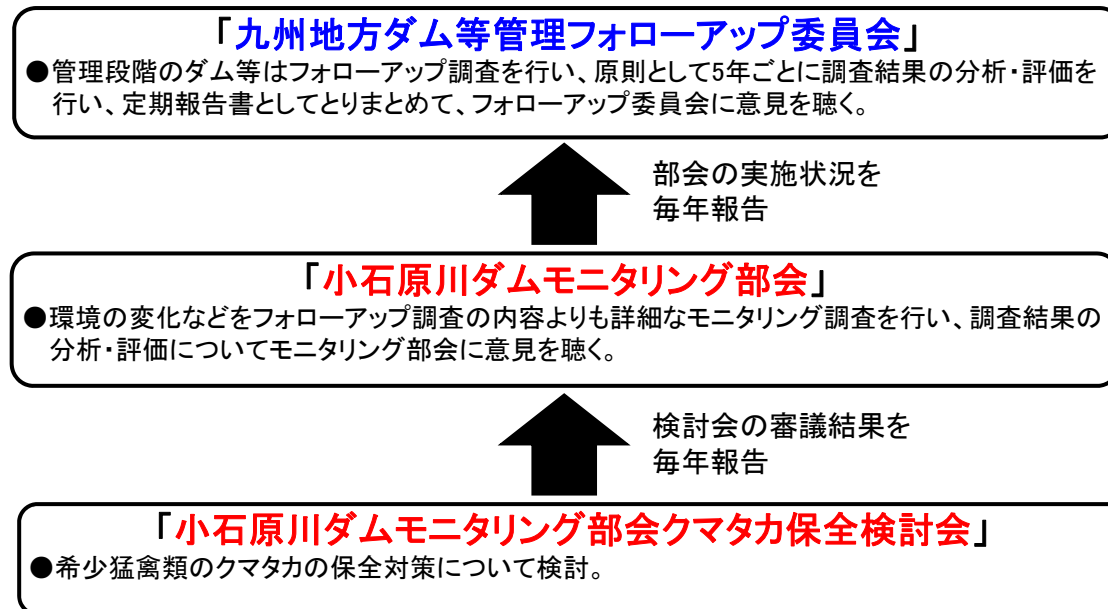 「九州地方ダム等管理フォローアップ委員会」
●管理段階のダム等はフォローアップ調査を行い、原則として5年ごとに調査結果の分析・評価を
行い、定期報告書としてとりまとめて、フォローアップ委員会に意見を聴く。
部会の実施状況を
毎年報告
「小石原川ダムモニタリング部会」
●環境の変化などをフォローアップ調査の内容よりも詳細なモニタリング調査を行い、調査結果の
分析・評価についてモニタリング部会に意見を聴く。
検討会の審議結果を
毎年報告
「小石原川ダムモニタリング部会クマタカ保全検討会」
●希少猛禽類のクマタカの保全対策について検討。